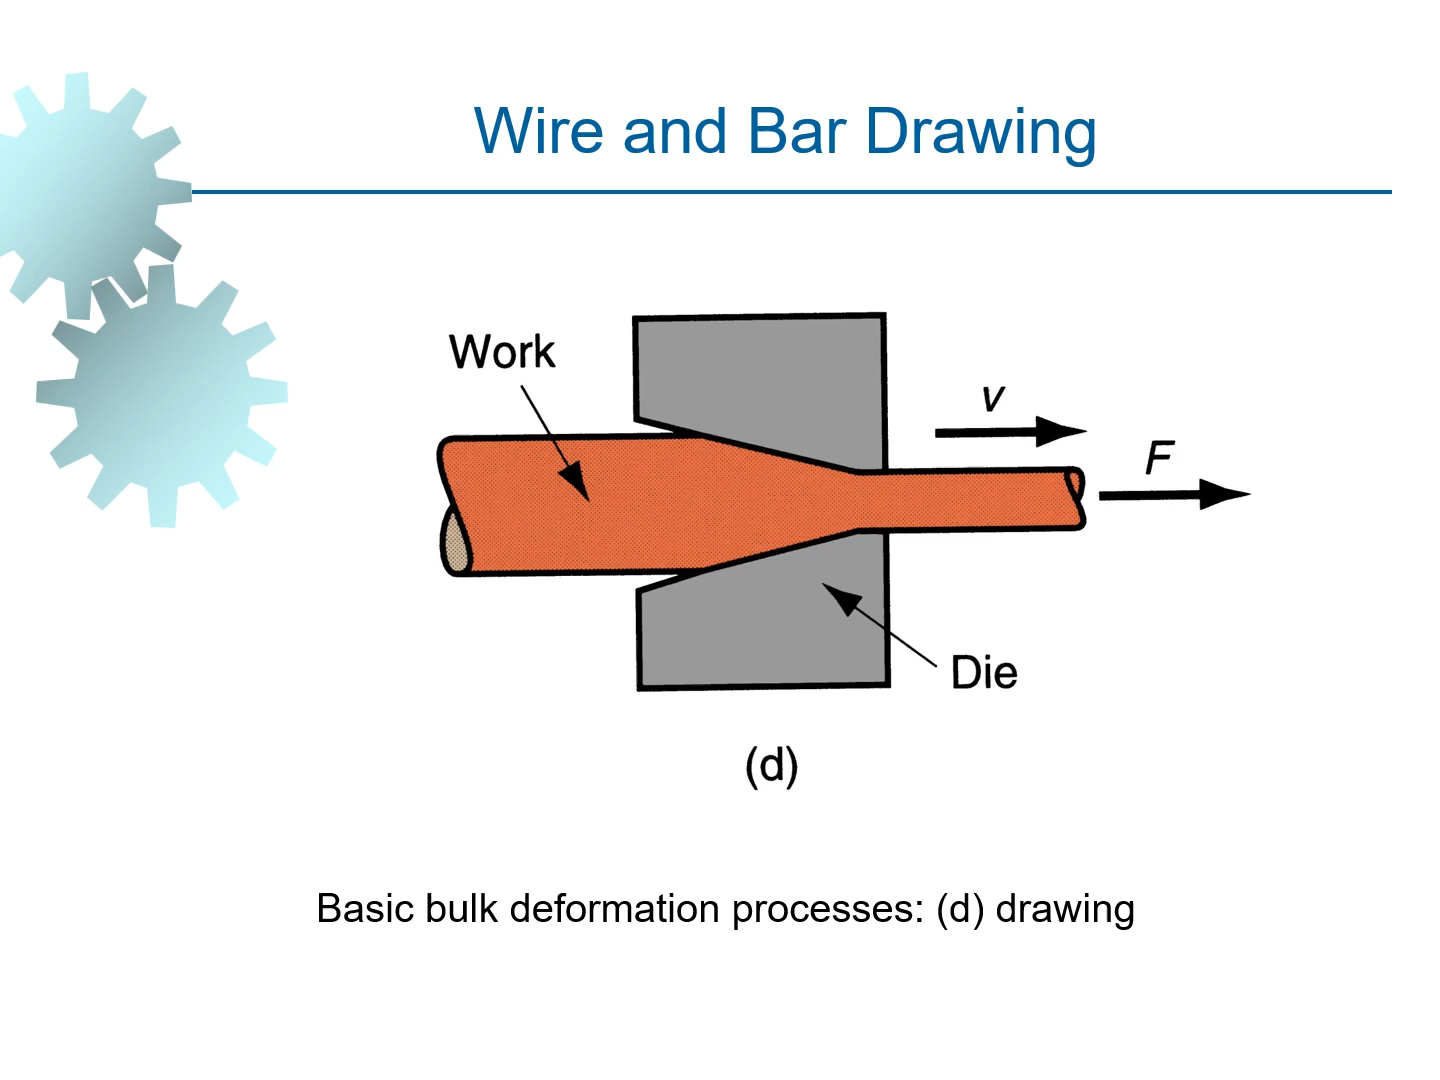 Wire and Bar Drawing
Work
v
F
Die
(d)
Basic bulk deformation processes: (d) drawing